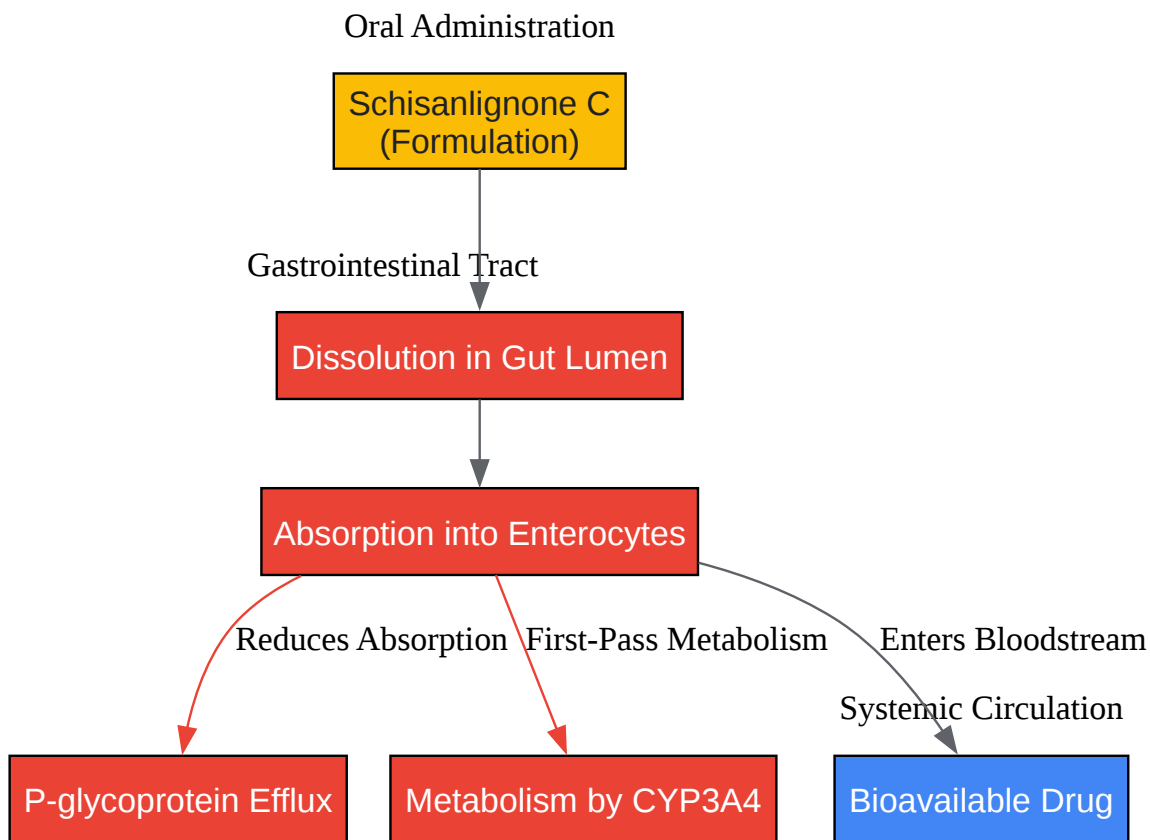 Oral Administration
Schisanlignone C
(Formulation)
Gastrointestinal Tract
Dissolution in Gut Lumen
Absorption into Enterocytes
Reduces Absorption
First-Pass Metabolism
Enters Bloodstream
Systemic Circulation
P-glycoprotein Efflux
Metabolism by CYP3A4
Bioavailable Drug